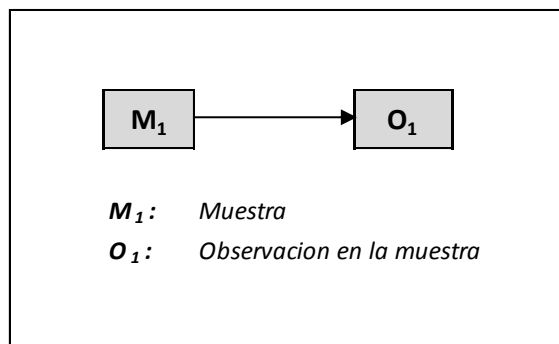 M₁ O₁
M₁: Muestra
O₁: Observacion en la muestra